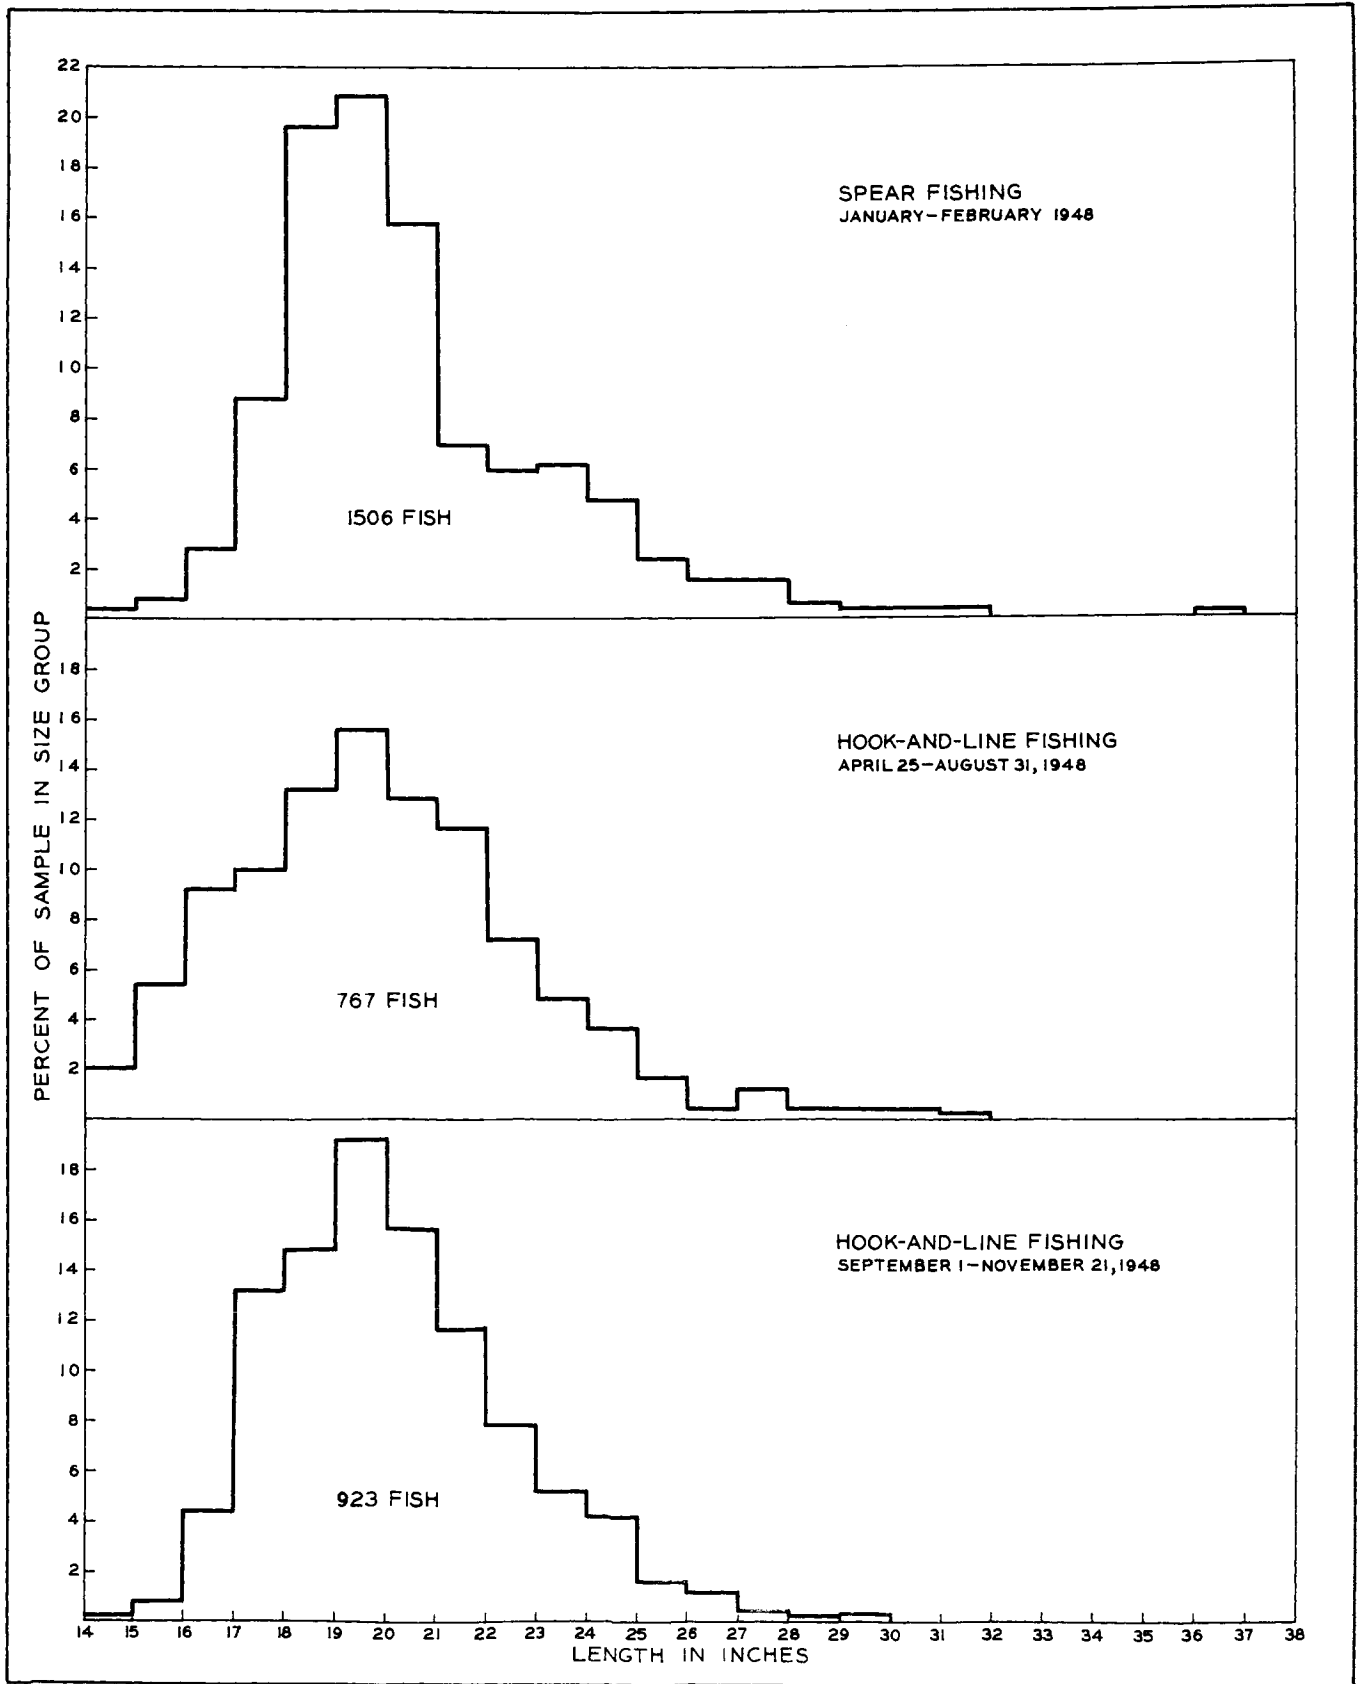 PERCENT OF SAMPLE IN SIZE GROUP
22
20
18
16
14
12
10
8
6
4
2
SPEAR FISHING
JANUARY-FEBRUARY 1948
1506 FISH
18
16
14
12
10
8
6
4
2
HOOK-AND-LINE FISHING
APRIL 25-AUGUST 31, 1948
767 FISH
18
16
14
12
10
8
6
4
2
HOOK-AND-LINE FISHING
SEPTEMBER 1-NOVEMBER 21, 1948
923 FISH
14 15 16 17 18 19 20 21 22 23 24 25 26 27 28 29 30 31 32 33 34 35 36 37 38
LENGTH IN INCHES